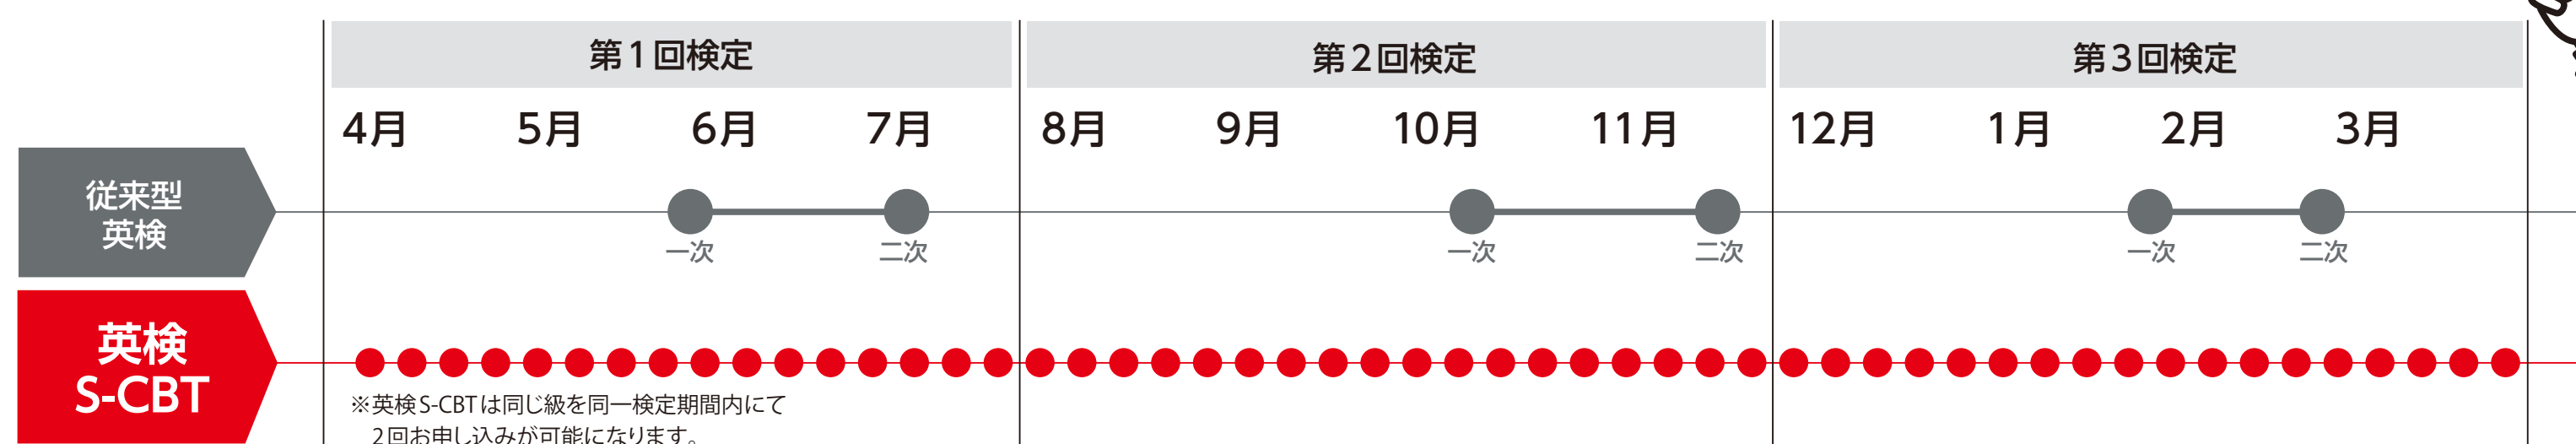 第1回検定
第2回検定
第3回検定
4月 5月 6月 7月 8月 9月 10月 11月 12月 1月 2月 3月
従来型
英検
一次 二次 一次 二次 一次 二次
英検
S-CBT
※英検S-CBTは同じ級を同一検定期間内にて
2回お申し込みが可能になります。